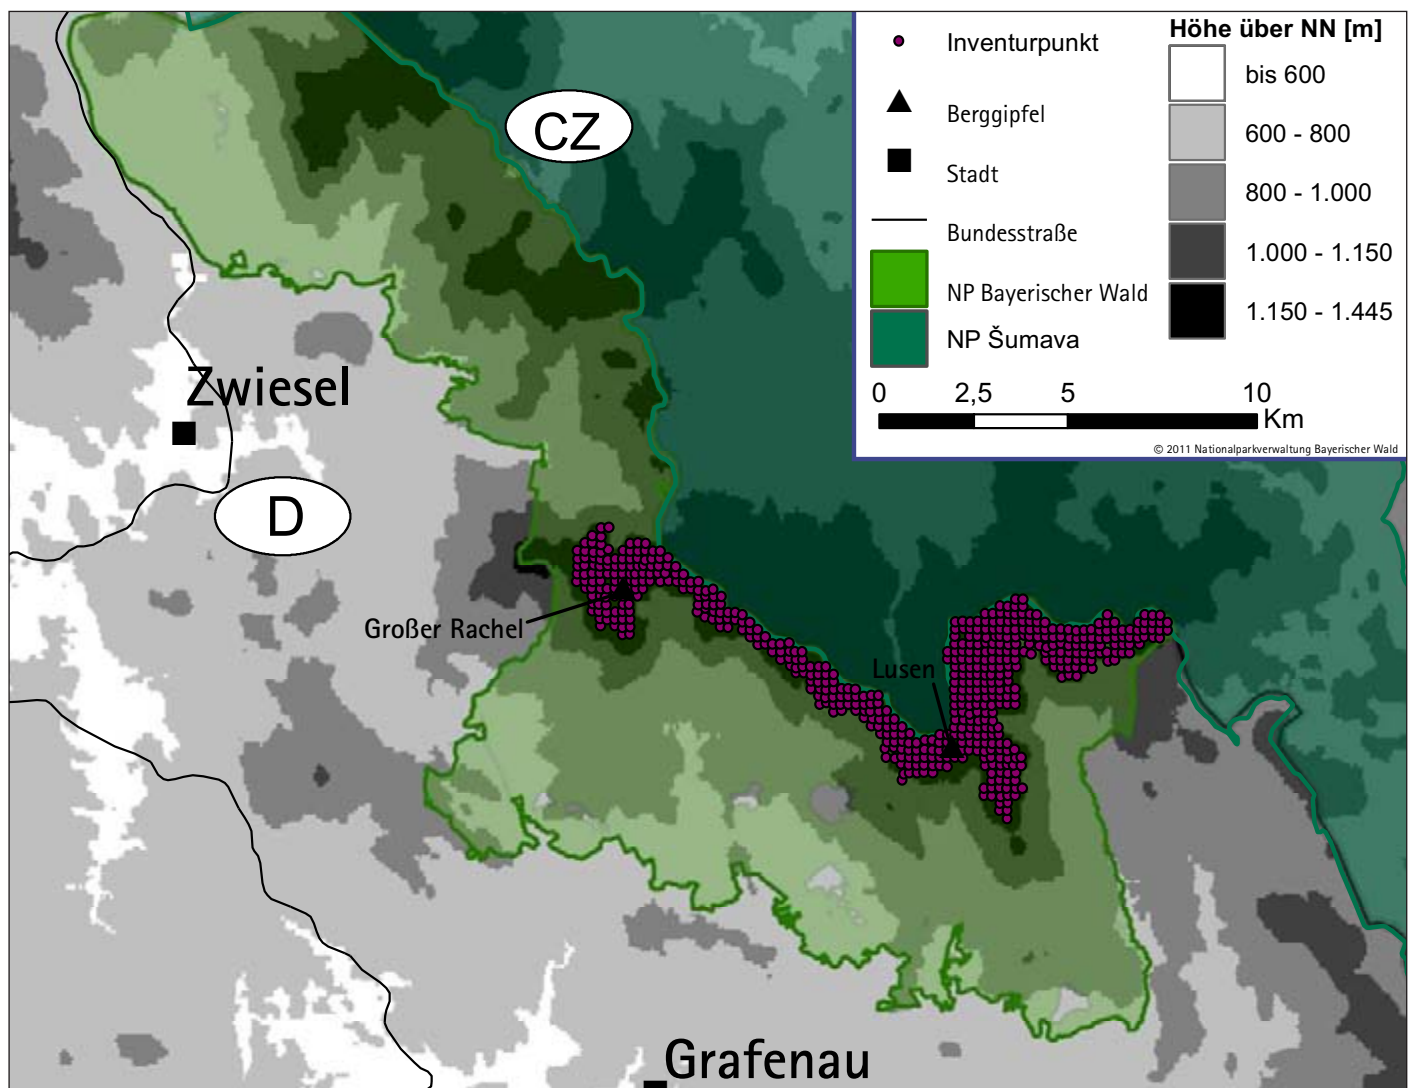 CZ
Inventurpunkt
Berggipfel
Stadt
Bundesstraße
NP Bayerischer Wald
NP Šumava
Höhe über NN [m]
bis 600
600 - 800
800 - 1.000
1.000 - 1.150
1.150 - 1.445
0 2,5 5 10
Km
© 2011 Nationalparkverwaltung Bayerischer Wald
Zwiesel
D
Großer Rachel
Lusen
Grafenau